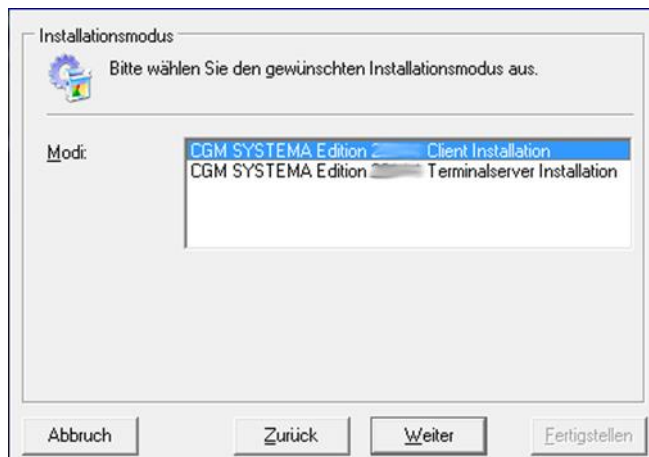 Installationsmodus
Bitte wählen Sie den gewünschten Installationsmodus aus.
Modi:
CGM SYSTEMA Edition Client Installation
CGM SYSTEMA Edition Terminalserver Installation
Abbruch
Zurück
Weiter
Fertigstellen